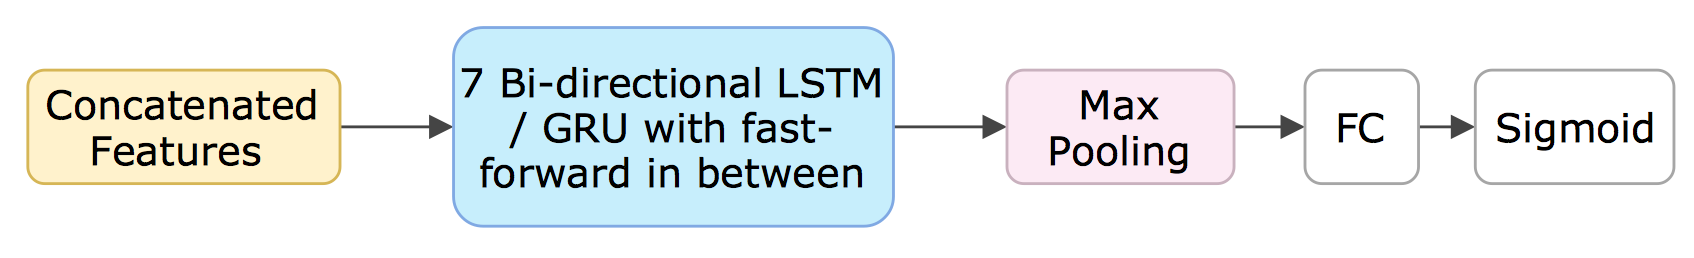 Concatenated
Features
7 Bi-directional LSTM
/ GRU with fast-
forward in between
Max
Pooling
FC
Sigmoid